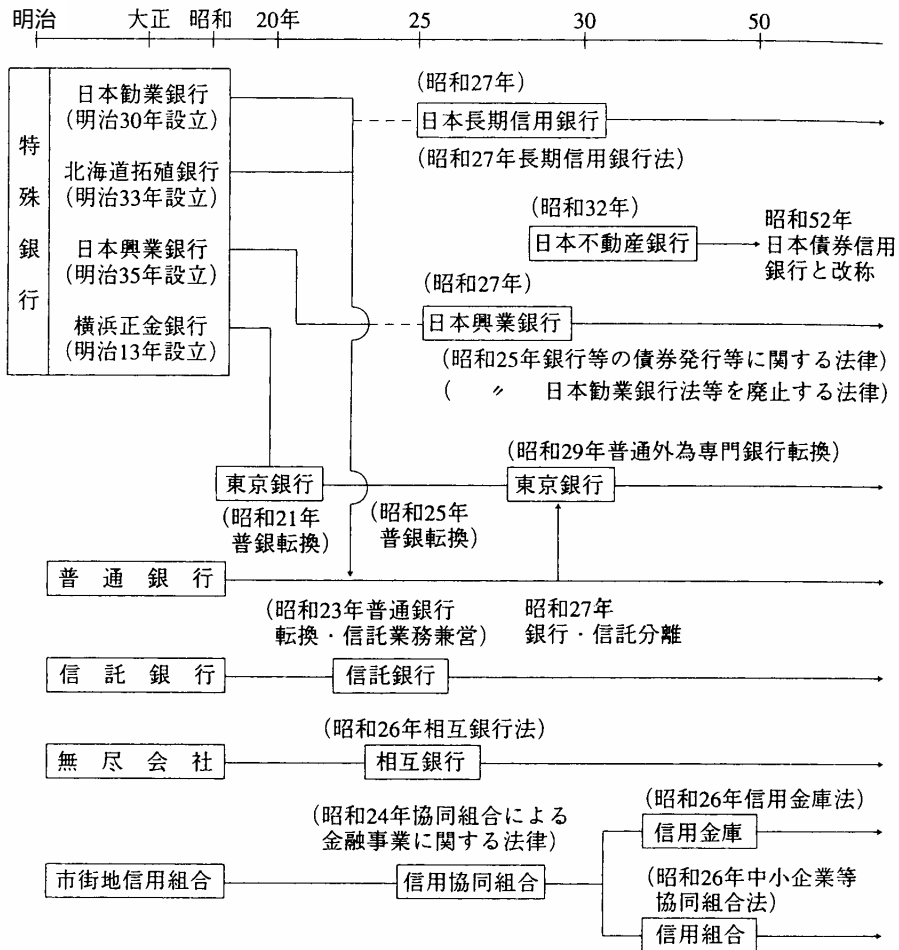 明治 大正 昭和 20年 25 30 50
特殊銀行
日本勧業銀行
(明治30年設立)
北海道拓殖銀行
(明治33年設立)
日本興業銀行
(明治35年設立)
横浜正金銀行
(明治13年設立)
(昭和27年)
日本長期信用銀行
(昭和27年長期信用銀行法)
(昭和32年)
日本不動産銀行
昭和52年
日本債券信用
銀行と改称
(昭和27年)
日本興業銀行
(昭和25年銀行等の債券発行等に関する法律)
( 〃 日本勧業銀行法等を廃止する法律)
(昭和29年普通外為専門銀行転換)
東京銀行
東京銀行
(昭和21年
普銀転換)
(昭和25年
普銀転換)
普通銀行
(昭和23年普通銀行
転換・信託業務兼営)
昭和27年
銀行・信託分離
信託銀行
信託銀行
(昭和26年相互銀行法)
無尽会社
相互銀行
(昭和24年協同組合による
金融事業に関する法律)
(昭和26年信用金庫法)
信用金庫
市街地信用組合
信用協同組合
(昭和26年中小企業等
協同組合法)
信用組合